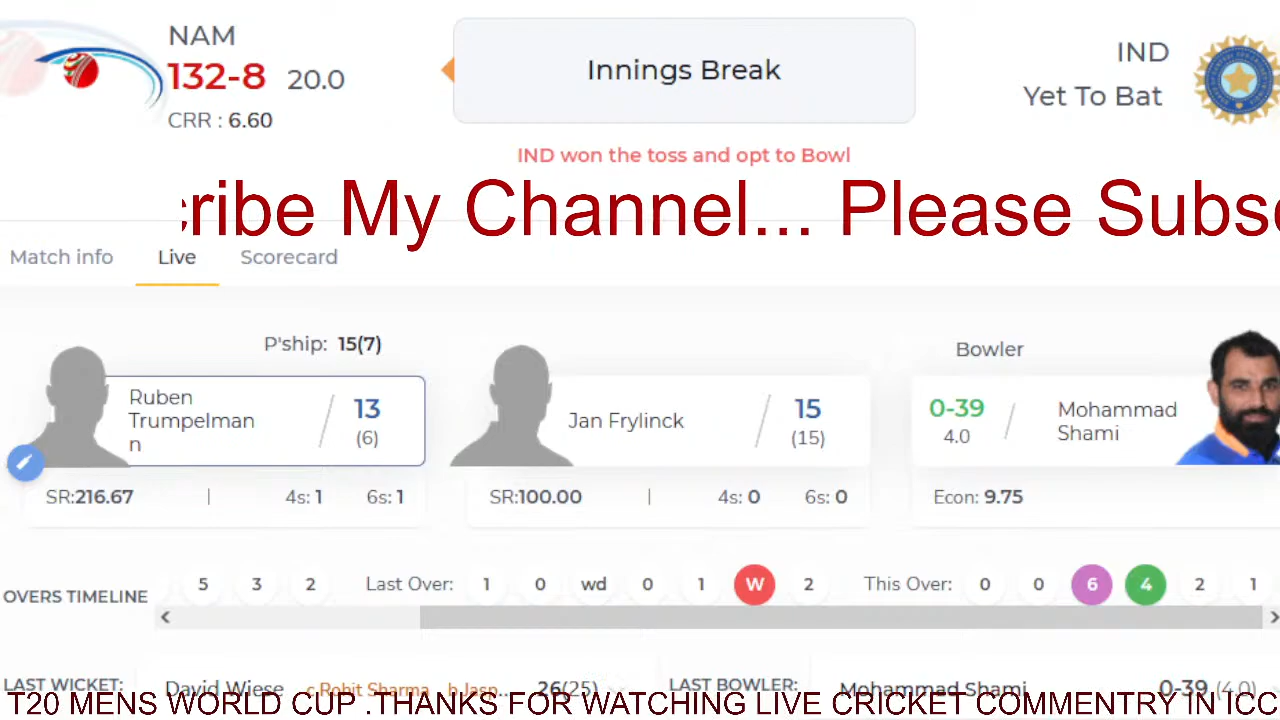 NAM
132-8 20.0
CRR : 6.60
Innings Break
IND
Yet To Bat
IND won the toss and opt to Bowl
ribe My Channel... Please Subs
Match info Live Scorecard
P'ship: 15(7)
Ruben
Trumpelman
n
13
(6)
SR:216.67 | 4s: 1 6s: 1
Jan Frylinck
15
(15)
SR:100.00 | 4s: 0 6s: 0
Bowler
0-39
4.0
Mohammad
Shami
Econ: 9.75
OVERS TIMELINE 5 3 2 Last Over: 1 0 wd 0 1 W 2 This Over: 0 0 6 4 2 1
LAST WICKET: David Wiese c Rohit Sharma b Jasp... 26(25) LAST BOWLER: Mohammad Shami 0-39 (4.0)
T20 MENS WORLD CUP .THANKS FOR WATCHING LIVE CRICKET COMMENTRY IN ICC